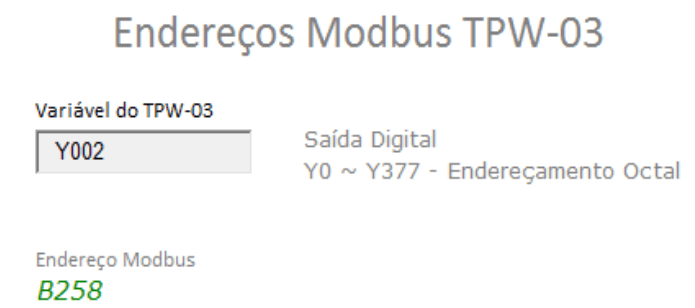 Endereços Modbus TPW-03
Variável do TPW-03
Y002
Saída Digital
Y0 ~ Y377 - Endereçamento Octal
Endereço Modbus
B258